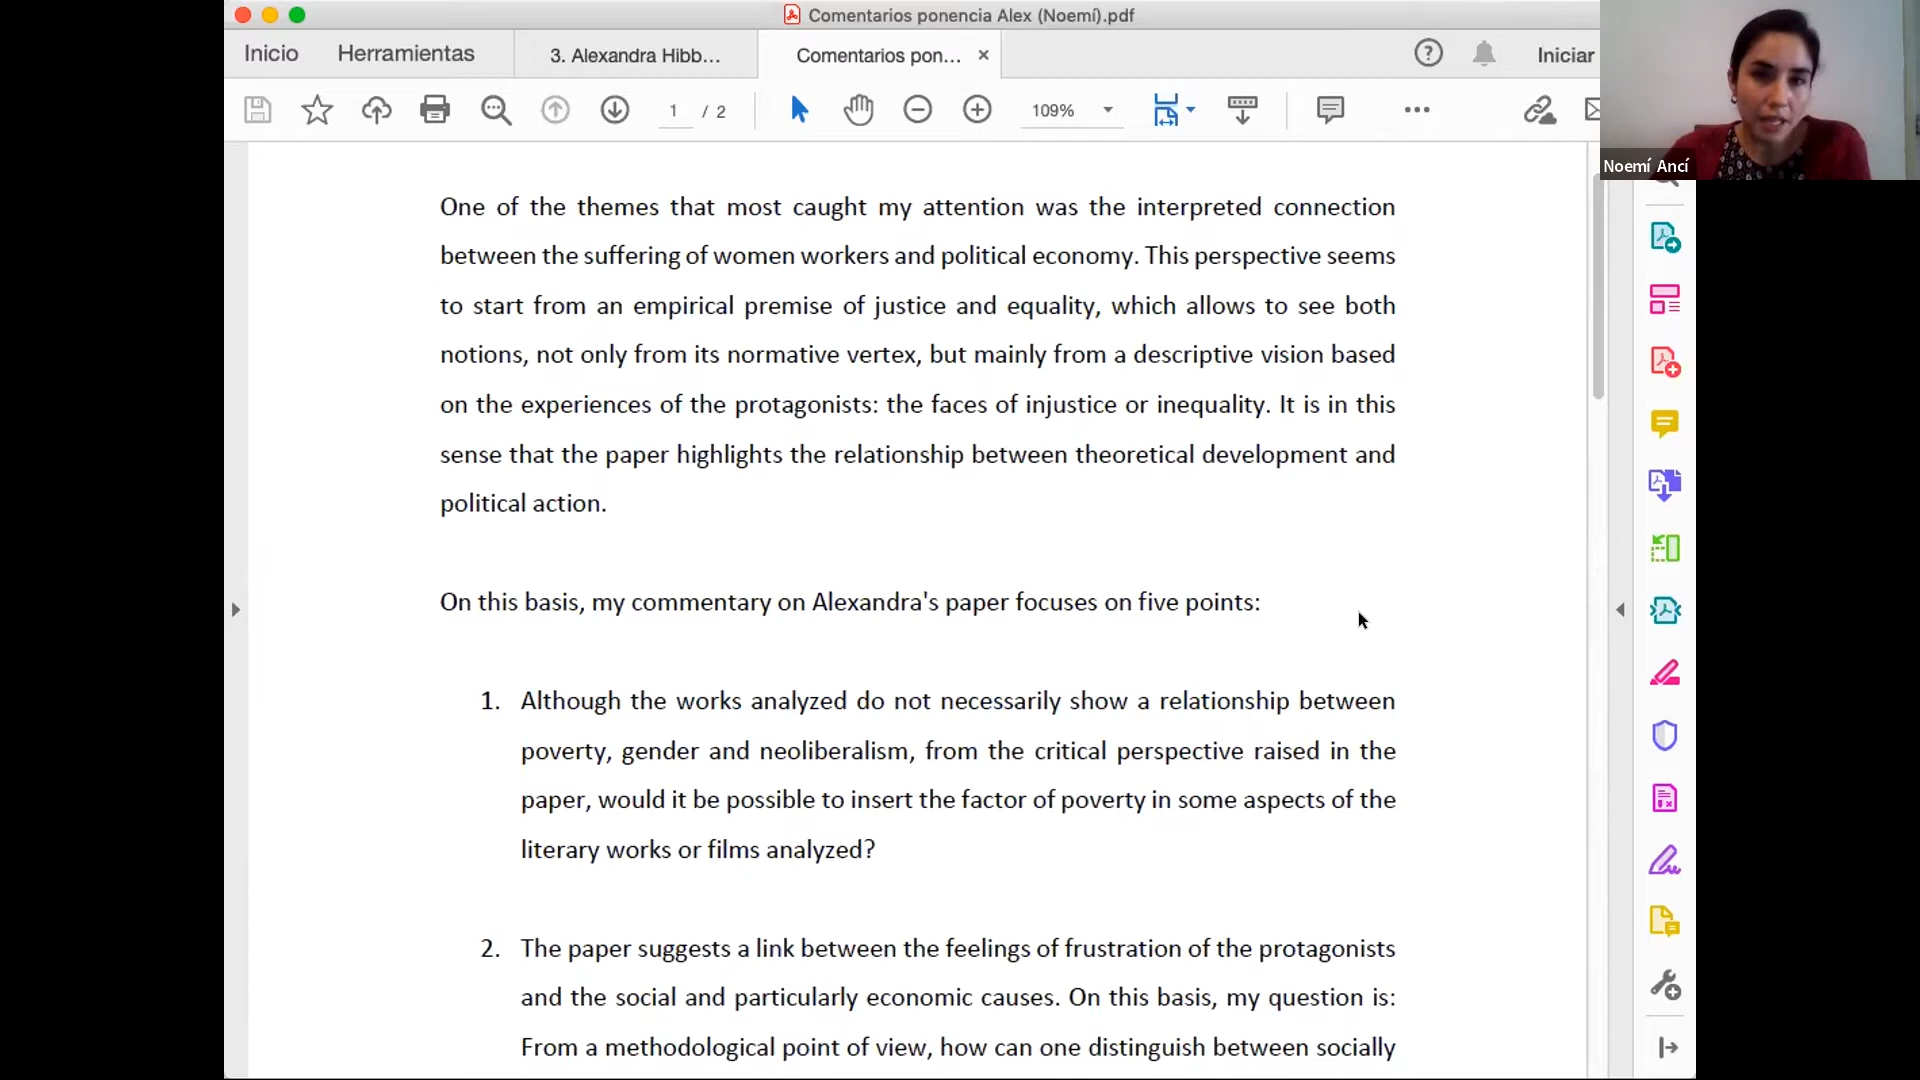 Comentarios ponencia Alex (Noemí).pdf
Inicio
Herramientas
3. Alexandra Hibb...
Comentarios pon...
Iniciar
1 / 2
109%
Noemí Ancí
One of the themes that most caught my attention was the interpreted connection
between the suffering of women workers and political economy. This perspective seems
to start from an empirical premise of justice and equality, which allows to see both
notions, not only from its normative vertex, but mainly from a descriptive vision based
on the experiences of the protagonists: the faces of injustice or inequality. It is in this
sense that the paper highlights the relationship between theoretical development and
political action.
On this basis, my commentary on Alexandra's paper focuses on five points:
1. Although the works analyzed do not necessarily show a relationship between
poverty, gender and neoliberalism, from the critical perspective raised in the
paper, would it be possible to insert the factor of poverty in some aspects of the
literary works or films analyzed?
2. The paper suggests a link between the feelings of frustration of the protagonists
and the social and particularly economic causes. On this basis, my question is:
From a methodological point of view, how can one distinguish between socially